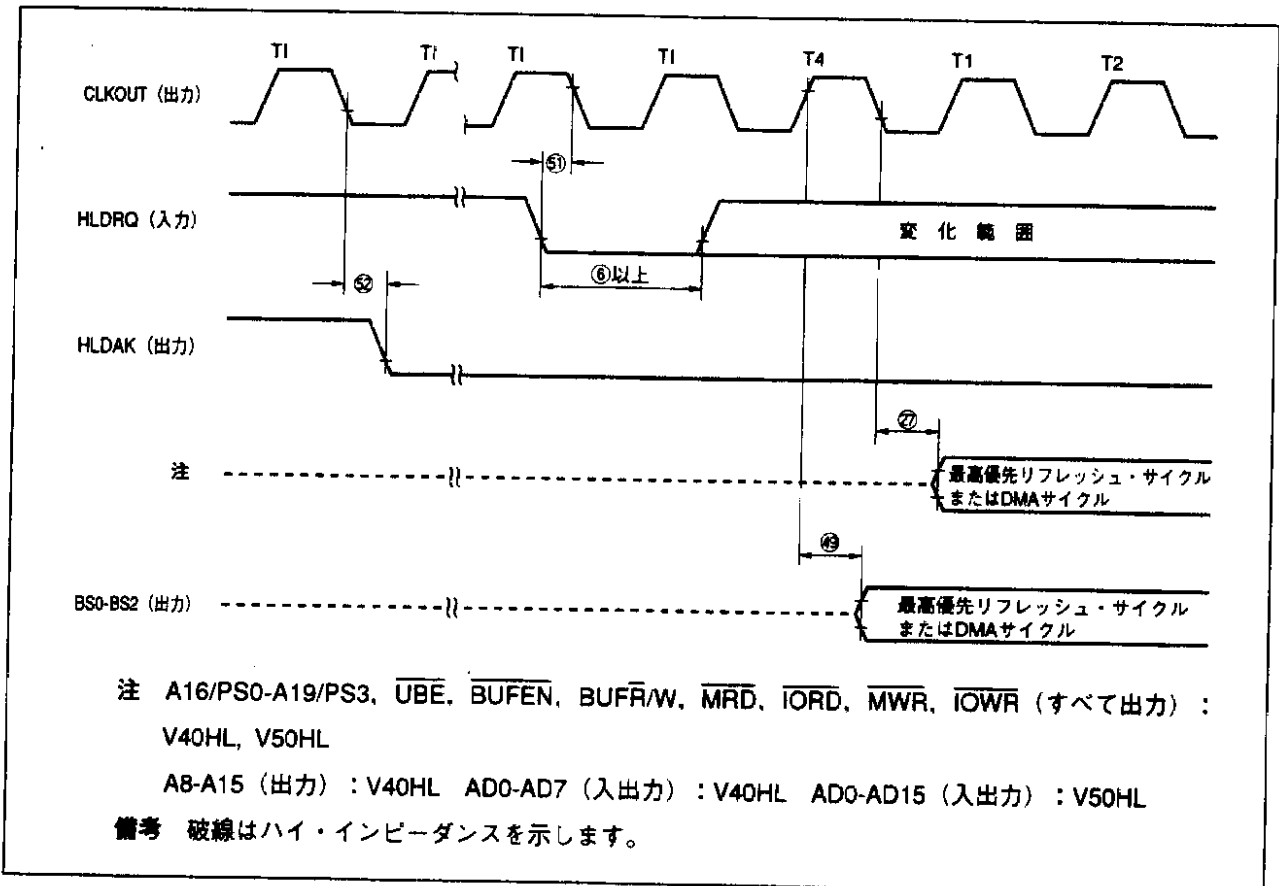 TI TI TI TI T4 T1 T2
CLKOUT（出力）
㊿①
HLDRQ（入力）
変化範囲
⑥以上
㊾
HLDAK（出力）
㉗
注
最高優先リフレッシュ・サイクル
またはDMAサイクル
㊾
BS0-BS2（出力）
最高優先リフレッシュ・サイクル
またはDMAサイクル
注 A16/PS0-A19/PS3, UBE, BUFEN, BUFR/W, MRD, IORD, MWR, IOWR（すべて出力）：
V40HL, V50HL
A8-A15（出力）：V40HL AD0-AD7（入出力）：V40HL AD0-AD15（入出力）：V50HL
備考 破線はハイ・インピーダンスを示します。